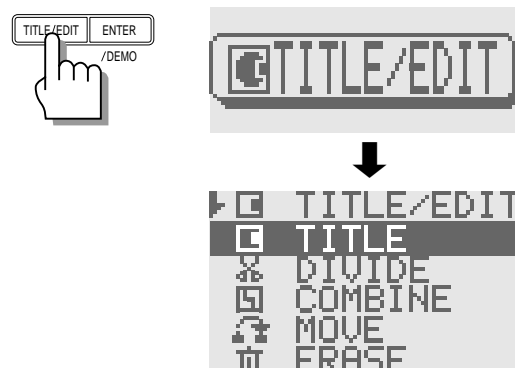 TITLE/EDIT ENTER
/DEMO
TITLE/EDIT
TITLE/EDIT
TITLE
DIVIDE
COMBINE
MOVE
ERASE